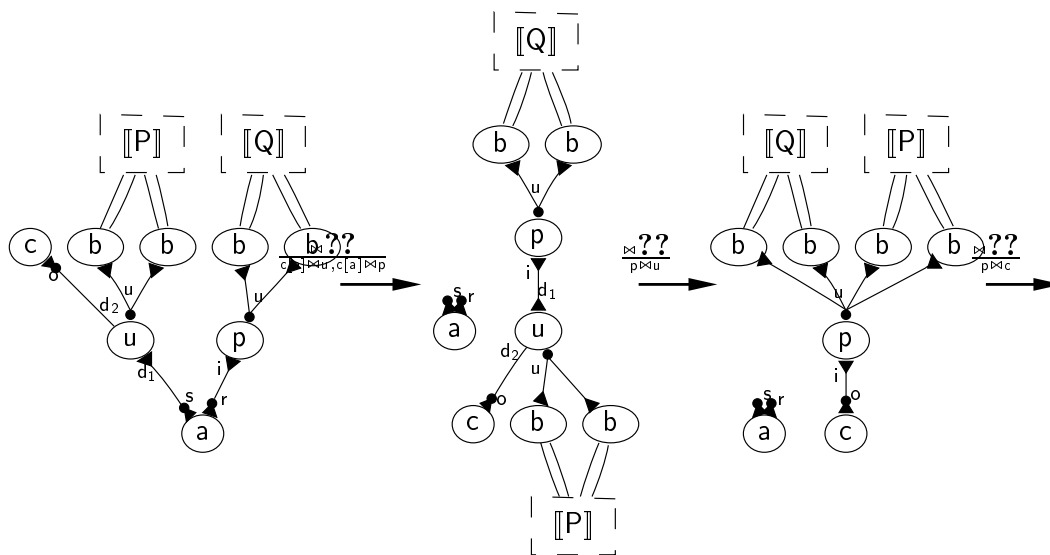 ⟦Q⟧
b b
u
p
i
d₁
s r
a
u
d₂
u
o
c b b
⟦P⟧
⟦P⟧ ⟦Q⟧
c b b b b
o
d₂ u u
u p
d₁ i
s r
a
⋈??
c[a]⋈u,c[a]⋈p
⋈??
p⋈u
⟦Q⟧ ⟦P⟧
b b b b
u
p
i
s r o
a c
⋈??
p⋈c